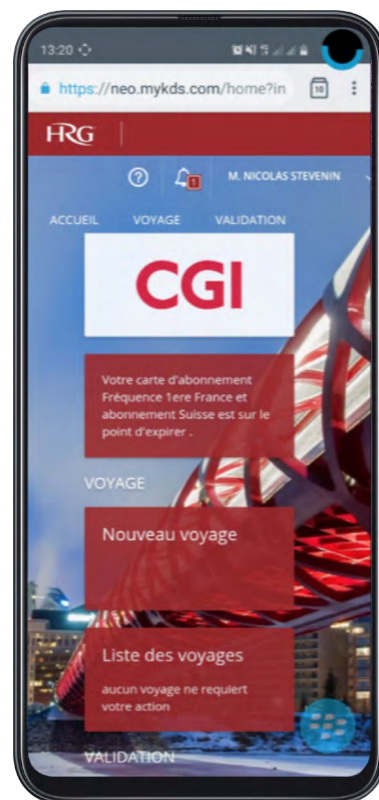 13:20
https://neo.mykds.com/home?in
18
HRG
1
M. NICOLAS STEVENIN
ACCUEIL VOYAGE VALIDATION
CGI
Votre carte d'abonnement
Fréquence 1ere France et
abonnement Suisse est sur le
point d'expirer .
VOYAGE
Nouveau voyage
Liste des voyages
aucun voyage ne requiert
votre action
VALIDATION